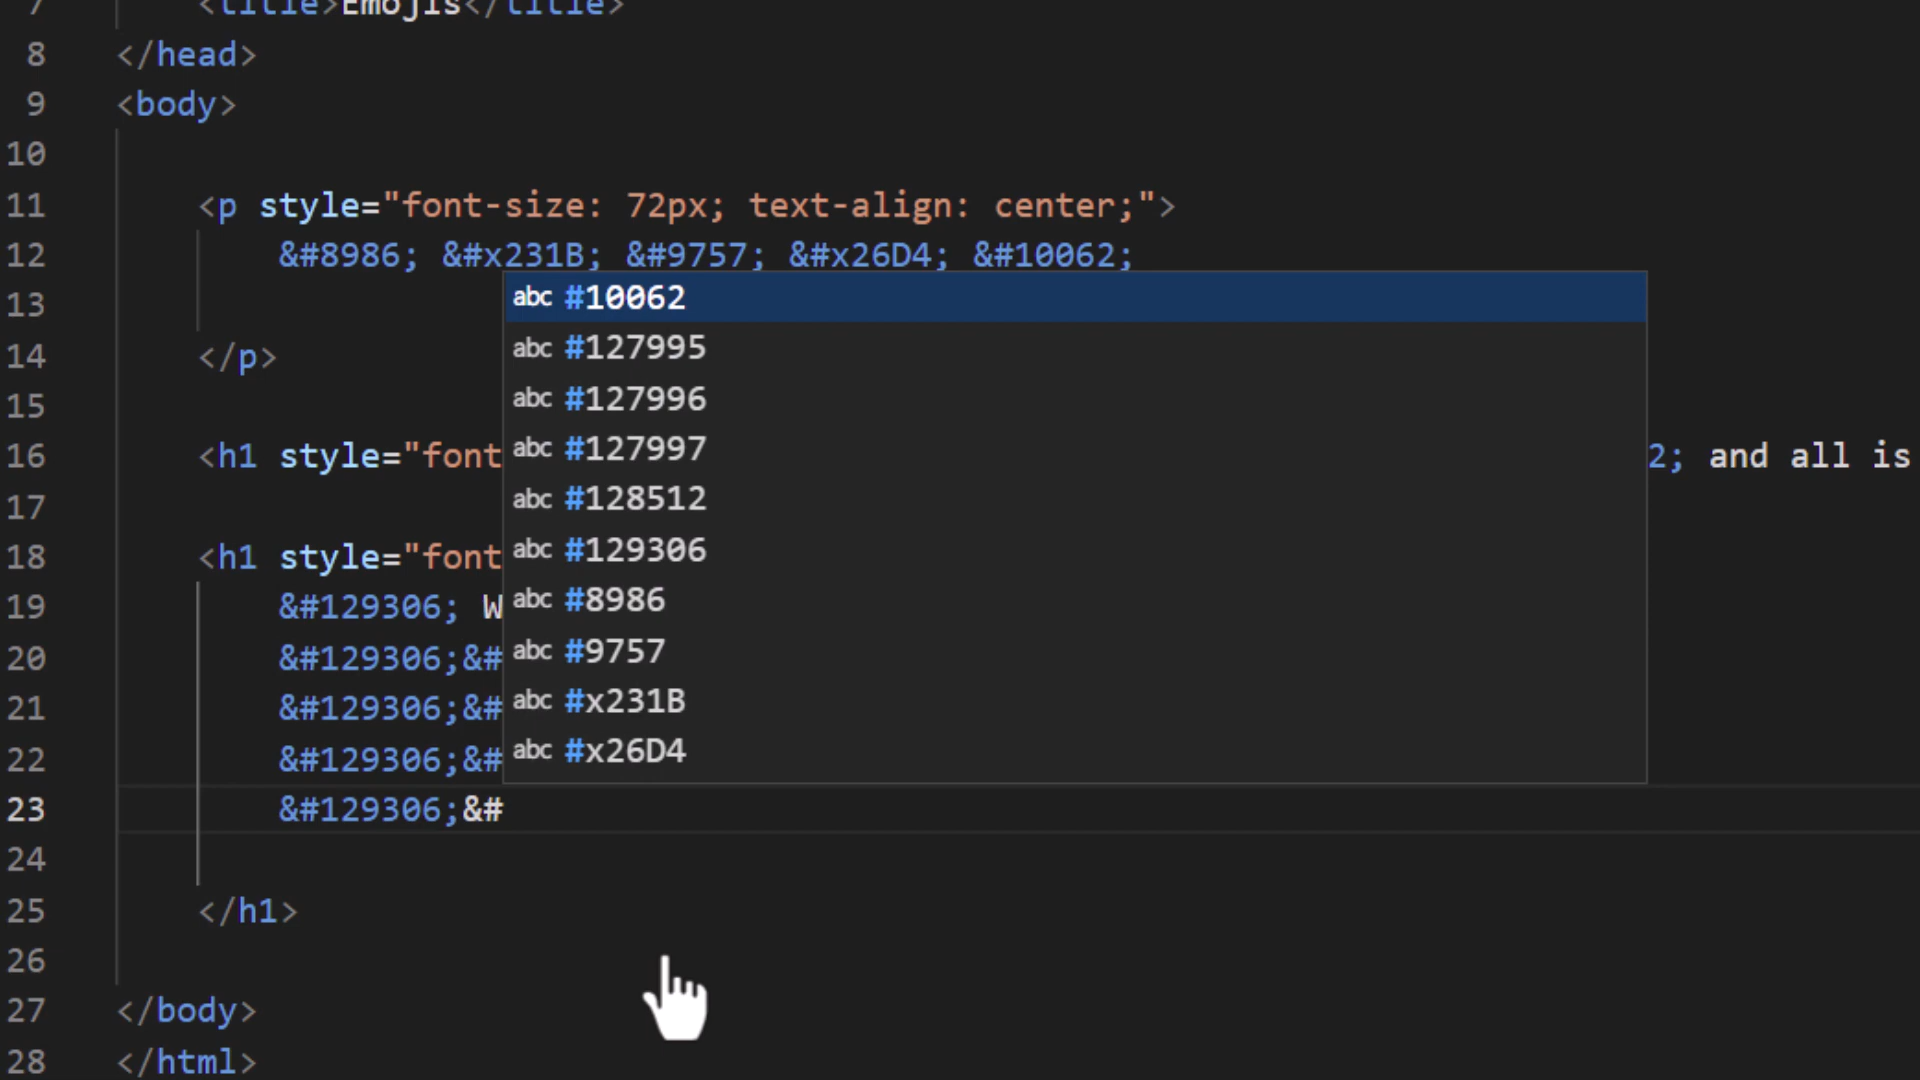 7 <title>Emojis</title>
8 </head>
9 <body>
10
11 <p style="font-size: 72px; text-align: center;">
12 &#8986; &#x231B; &#9757; &#x26D4; &#10062;
13
14 </p>
15
16 <h1 style="font 2; and all is
17
18 <h1 style="font
19 &#129306; W
20 &#129306;&#
21 &#129306;&#
22 &#129306;&#
23 &#129306;&#
24
25 </h1>
26
27 </body>
28 </html>
abc #10062
abc #127995
abc #127996
abc #127997
abc #128512
abc #129306
abc #8986
abc #9757
abc #x231B
abc #x26D4